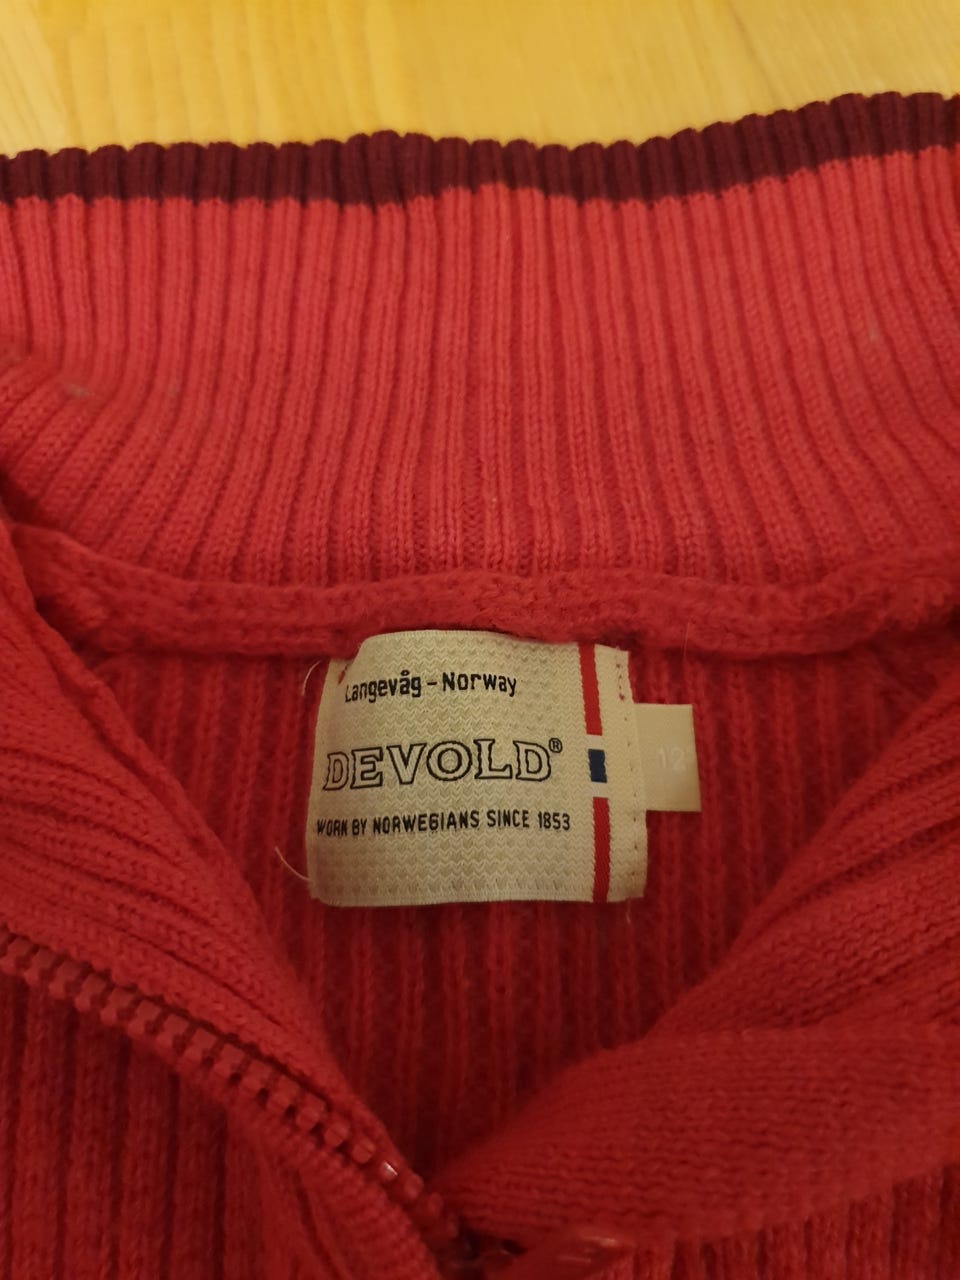 Langevåg - Norway
DEVOLD®
WORN BY NORWEGIANS SINCE 1853
12